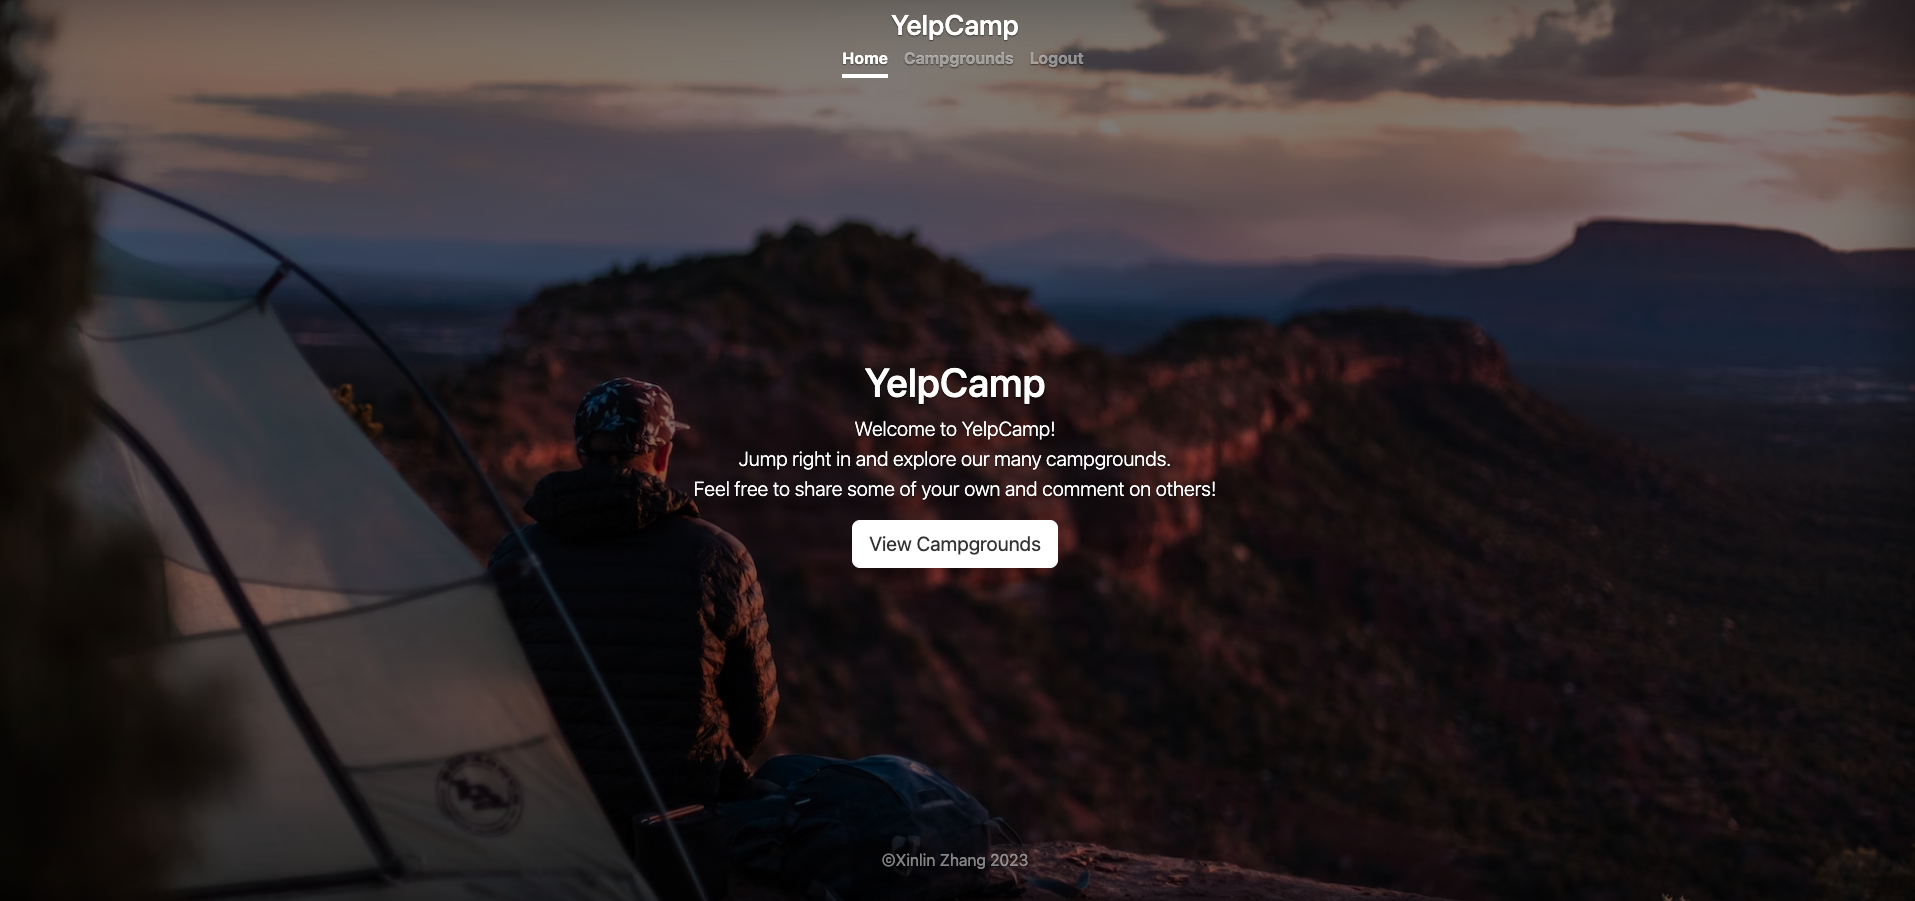 YelpCamp
Home Campgrounds Logout
YelpCamp
Welcome to YelpCamp!
Jump right in and explore our many campgrounds.
Feel free to share some of your own and comment on others!
View Campgrounds
©Xinlin Zhang 2023